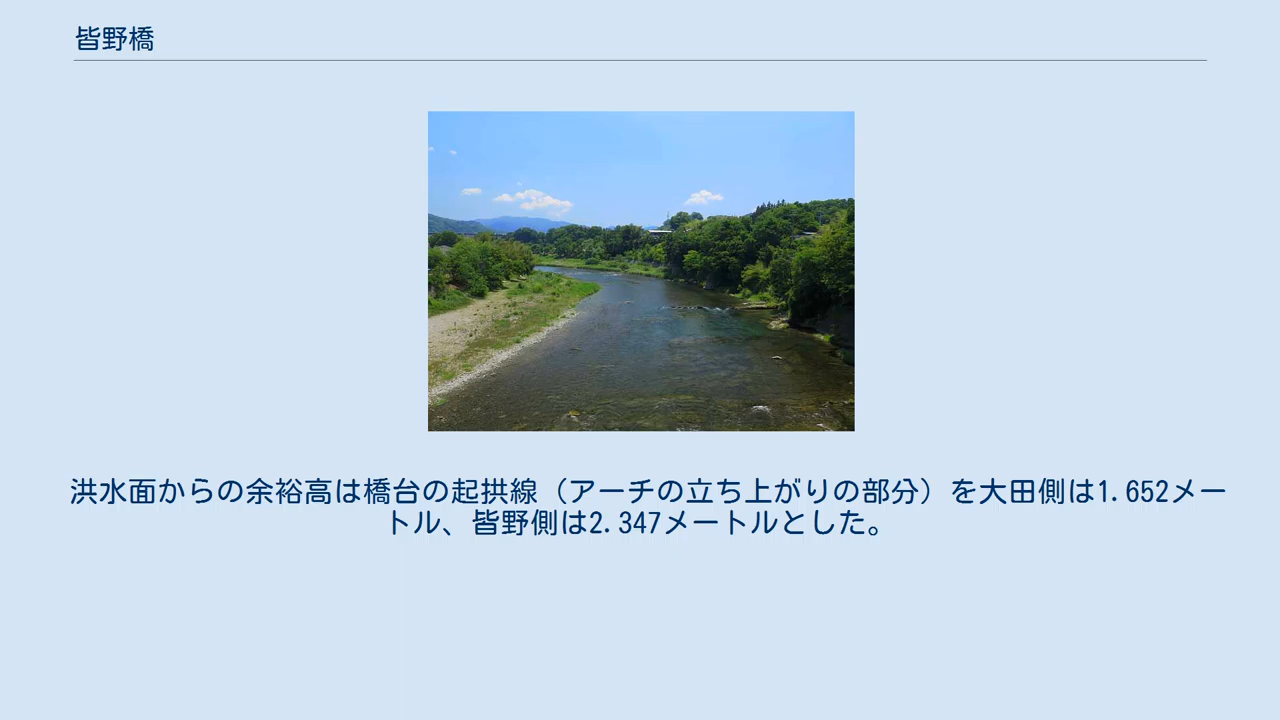 皆野橋
洪水面からの余裕高は橋台の起拱線（アーチの立ち上がりの部分）を大田側は1.652メー
トル、皆野側は2.347メートルとした。